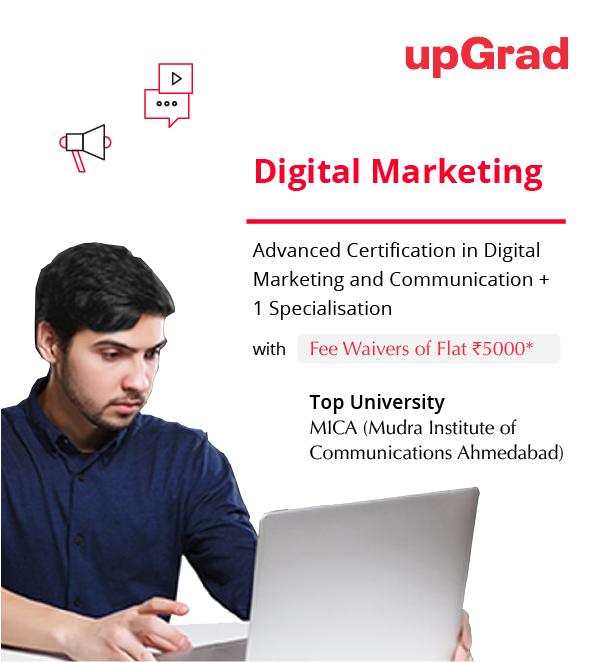 upGrad
Digital Marketing
Advanced Certification in Digital
Marketing and Communication +
1 Specialisation
with Fee Waivers of Flat ₹5000*
Top University
MICA (Mudra Institute of
Communications Ahmedabad)